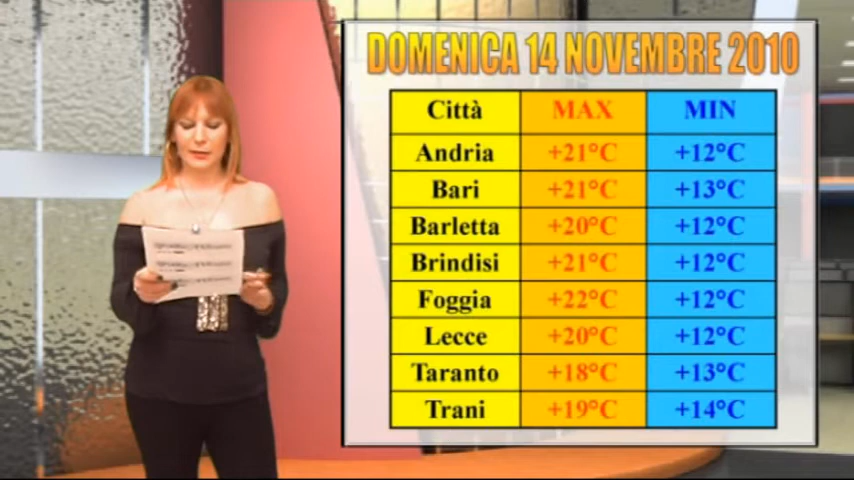 DOMENICA 14 NOVEMBRE 2010
Città MAX MIN
Andria +21°C +12°C
Bari +21°C +13°C
Barletta +20°C +12°C
Brindisi +21°C +12°C
Foggia +22°C +12°C
Lecce +20°C +12°C
Taranto +18°C +13°C
Trani +19°C +14°C